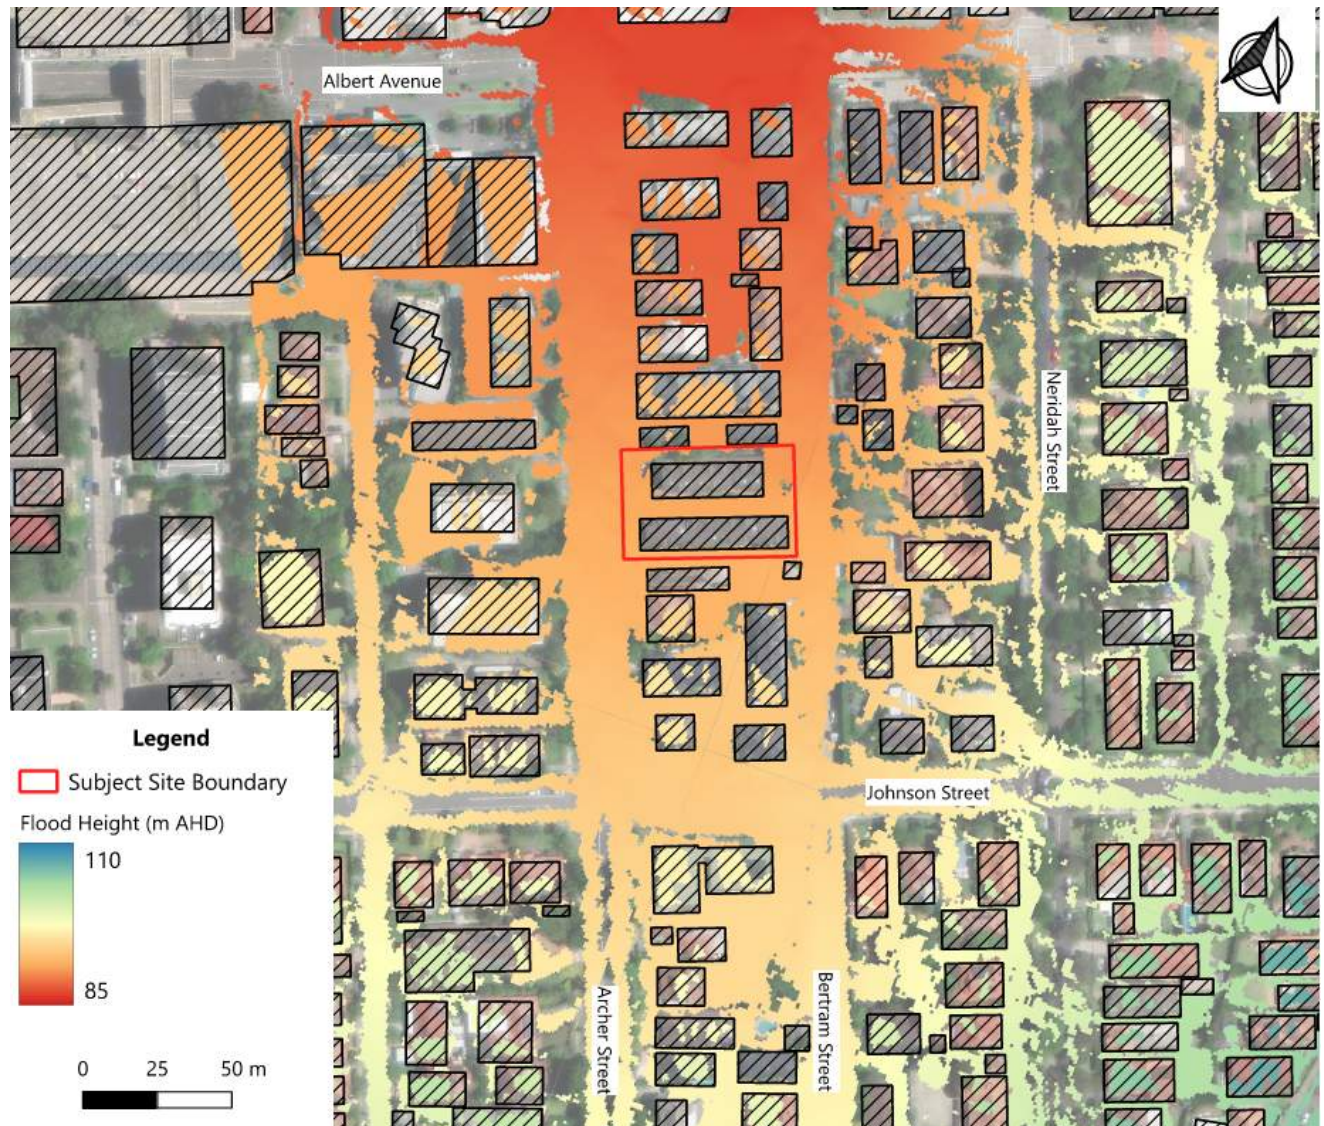 Albert Avenue
Neridah Street
Legend
Subject Site Boundary
Flood Height (m AHD)
110
85
0 25 50 m
Johnson Street
Archer Street
Bertram Street